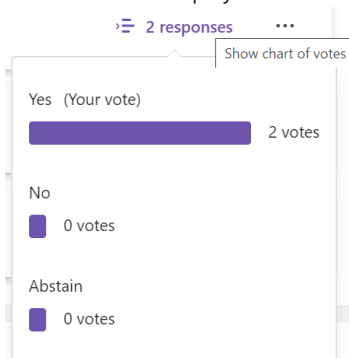 2 responses ...
Show chart of votes
Yes (Your vote)
2 votes
No
0 votes
Abstain
0 votes